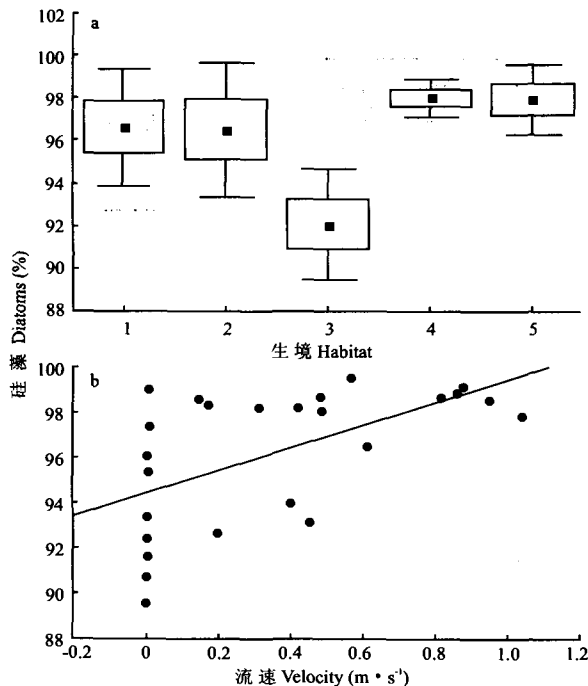 a
102
100
98
96
94
92
90
88
1 2 3 4 5
生境 Habitat
硅藻 Diatoms (%)
b
100
98
96
94
92
90
88
-0.2 0 0.2 0.4 0.6 0.8 1.0 1.2
流速 Velocity (m·s⁻¹)